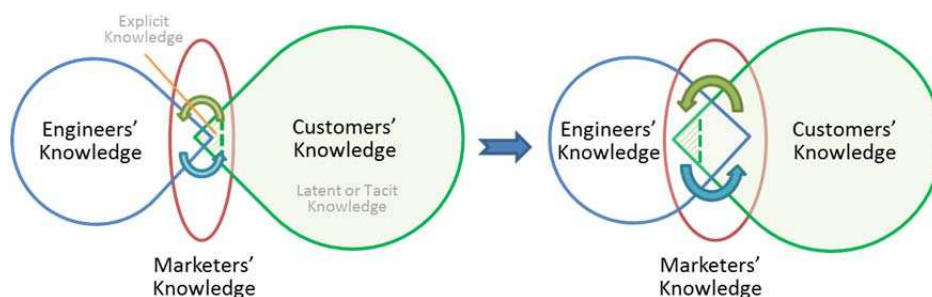 Explicit
Knowledge
Engineers'
Knowledge
Customers'
Knowledge
Latent or Tacit
Knowledge
Marketers'
Knowledge
Engineers'
Knowledge
Customers'
Knowledge
Marketers'
Knowledge